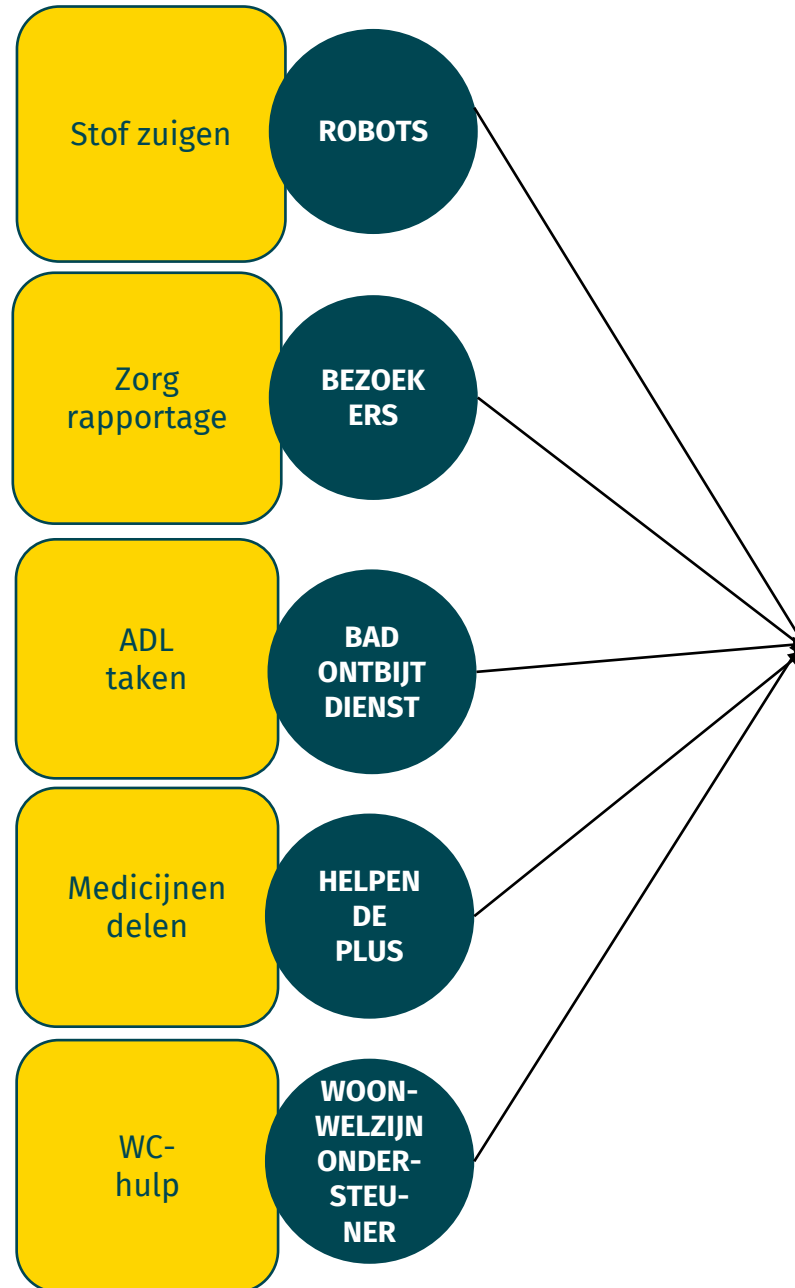 Stof zuigen
ROBOTS
Zorg
rapportage
BEZOEK
ERS
ADL
taken
BAD
ONTBIJT
DIENST
Medicijnen
delen
HELPEN
DE
PLUS
WC-
hulp
WOON-
WELZIJN
ONDER-
STEU-
NER